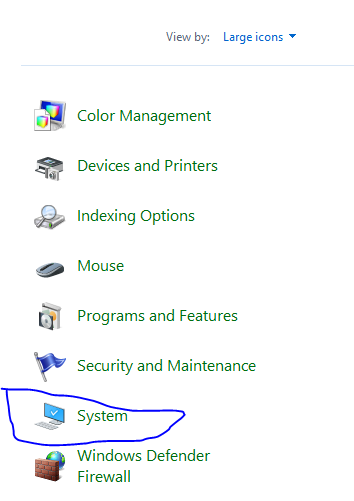 View by: Large icons
Color Management
Devices and Printers
Indexing Options
Mouse
Programs and Features
Security and Maintenance
System
Windows Defender
Firewall